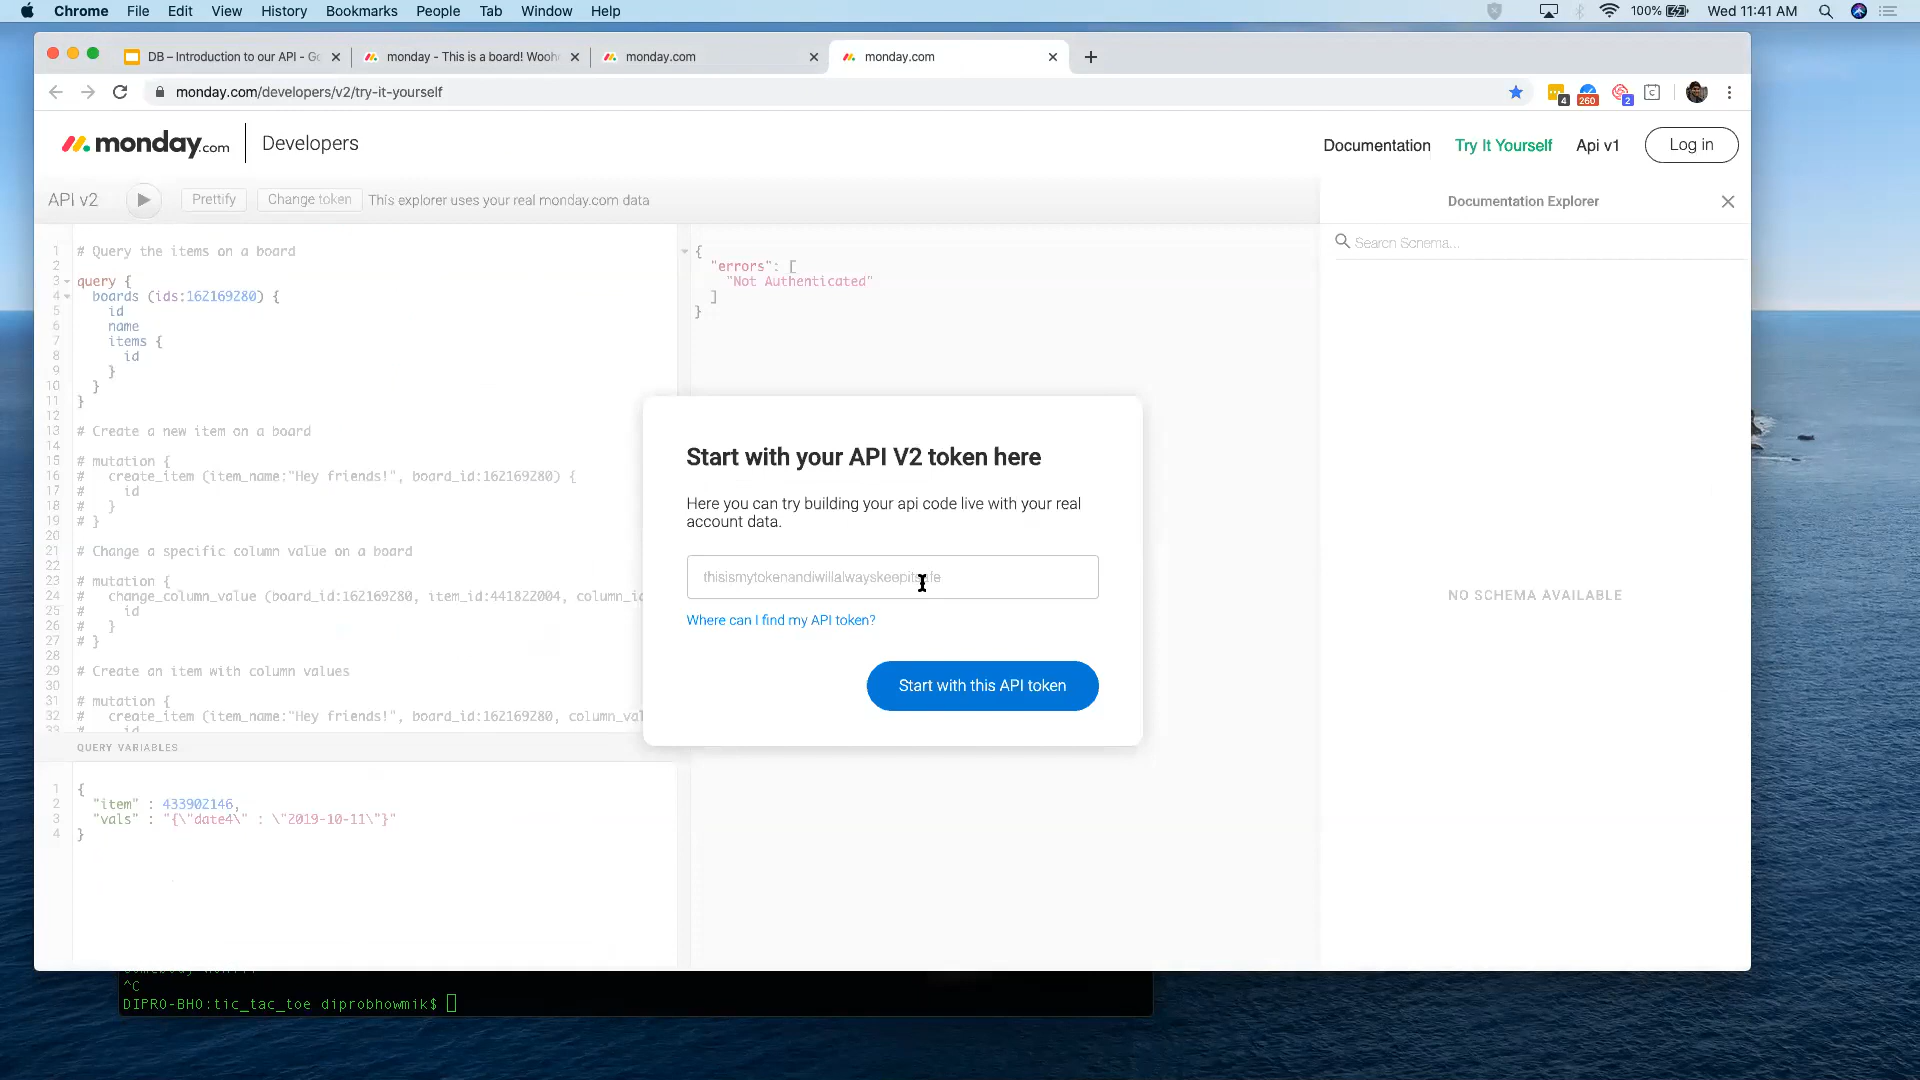 Chrome File Edit View History Bookmarks People Tab Window Help 100% Wed 11:41 AM
DB – Introduction to our API - Go
monday - This is a board! Wooh
monday.com
monday.com
monday.com/developers/v2/try-it-yourself
4 260 2
monday.com Developers
Documentation Try It Yourself Api v1 Log in
API v2 Prettify Change token This explorer uses your real monday.com data
Documentation Explorer
Search Schema...
NO SCHEMA AVAILABLE
1 # Query the items on a board
2
3 query {
4 boards (ids:162169280) {
5 id
6 name
7 items {
8 id
9 }
10 }
11 }
12
13 # Create a new item on a board
14
15 # mutation {
16 # create_item (item_name:"Hey friends!", board_id:162169280) {
17 # id
18 # }
19 # }
20
21 # Change a specific column value on a board
22
23 # mutation {
24 # change_column_value (board_id:162169280, item_id:441822004, column_id
25 # id
26 # }
27 # }
28
29 # Create an item with column values
30
31 # mutation {
32 # create_item (item_name:"Hey friends!", board_id:162169280, column_val
33 # id
{
"errors": [
"Not Authenticated"
]
}
Start with your API V2 token here
Here you can try building your api code live with your real
account data.
thisismytokenandiwillalwayskeepitsafe
Where can I find my API token?
Start with this API token
QUERY VARIABLES
1 {
2 "item" : 433902146,
3 "vals" : "{\"date4\" : \"2019-10-11\"}"
4 }
^C
DIPRO-BHO:tic_tac_toe diprobhowmik$